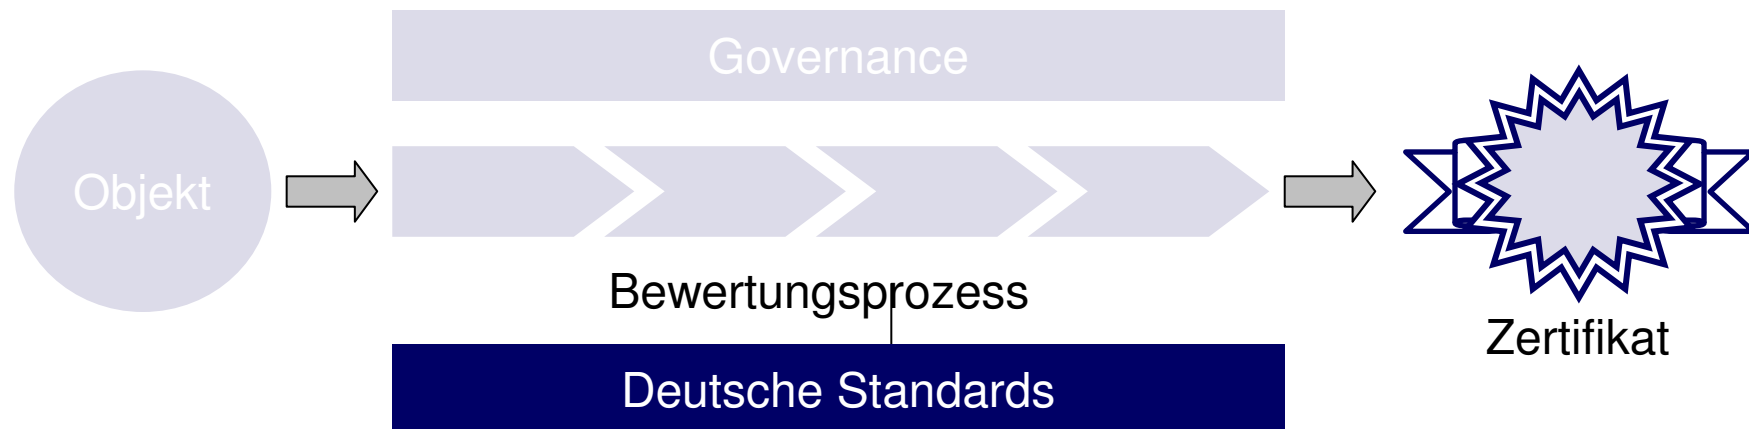 Governance
Objekt
Bewertungsprozess
Zertifikat
Deutsche Standards